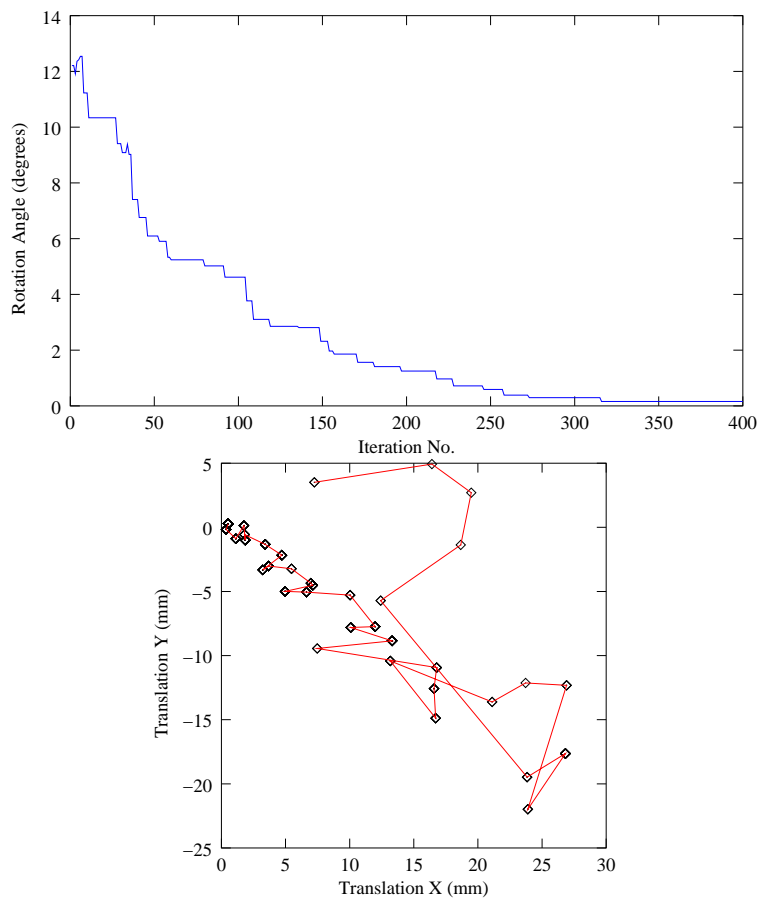 14
12
10
8
6
4
2
0
Rotation Angle (degrees)
0 50 100 150 200 250 300 350 400
Iteration No.
5
0
−5
−10
−15
−20
−25
Translation Y (mm)
0 5 10 15 20 25 30
Translation X (mm)